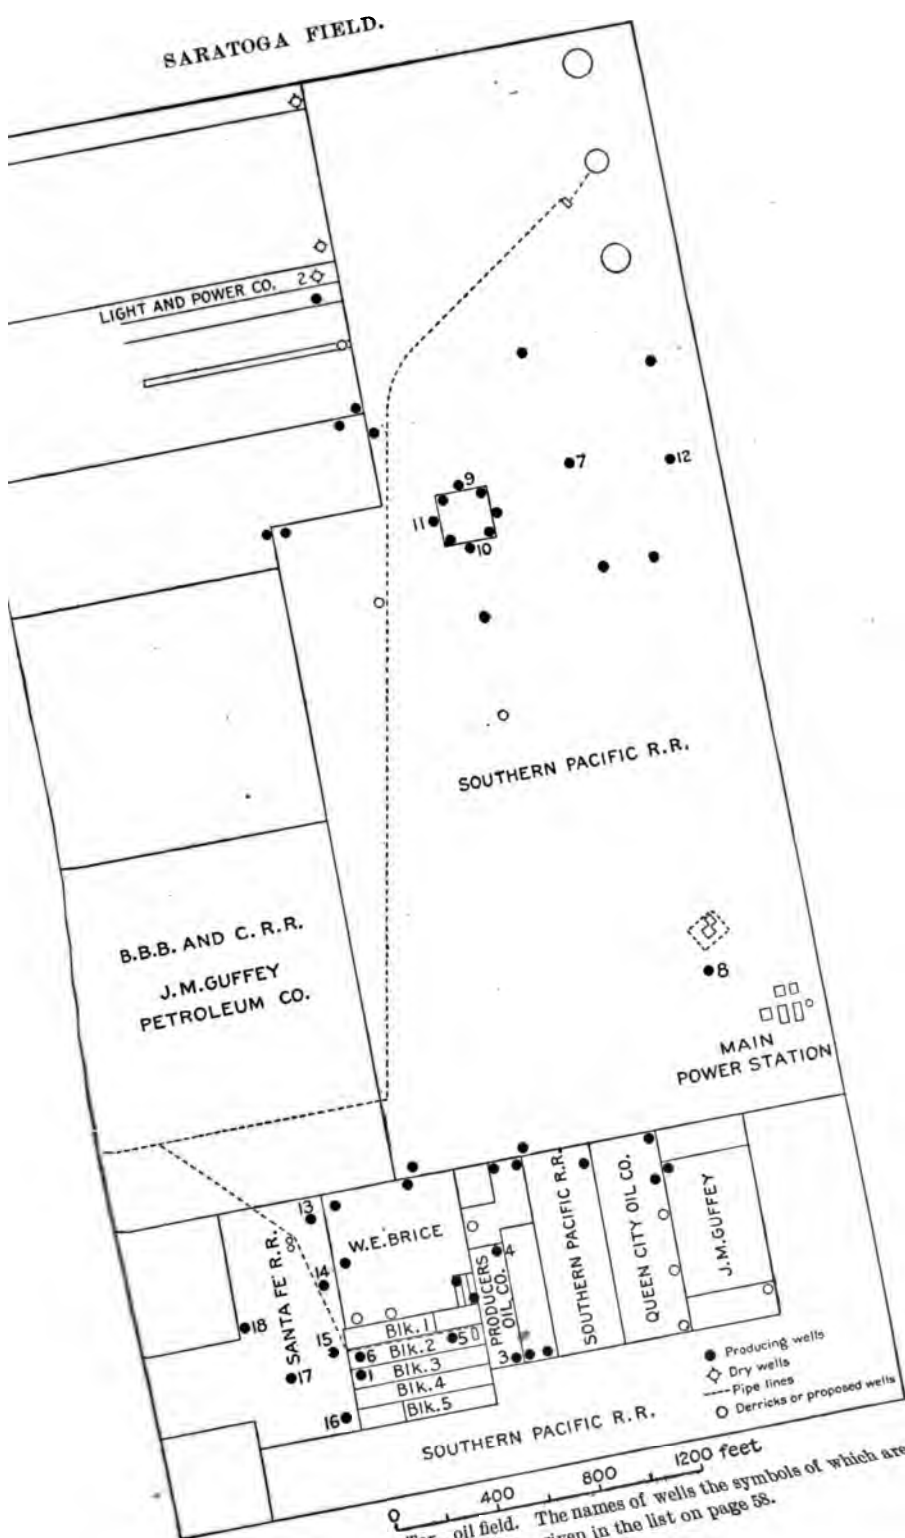 SARATOGA FIELD.
LIGHT AND POWER CO. 2
9
7
12
11
10
SOUTHERN PACIFIC R.R.
B.B.B. AND C. R.R.
J.M.GUFFEY
PETROLEUM CO.
8
MAIN
POWER STATION
13
W.E.BRICE
SANTA FE R.R.
14
4
PRODUCERS
OIL CO.
SOUTHERN PACIFIC R.R.
QUEEN CITY OIL CO.
J.M.GUFFEY
18
15
17
16
Blk.1
Blk.2
5
6
Blk.3
1
Blk.4
Blk.5
3
Producing wells
Dry wells
Pipe lines
Derricks or proposed wells
SOUTHERN PACIFIC R.R.
0 400 800 1200 feet
oil field. The names of wells the symbols of which are
given in the list on page 58.